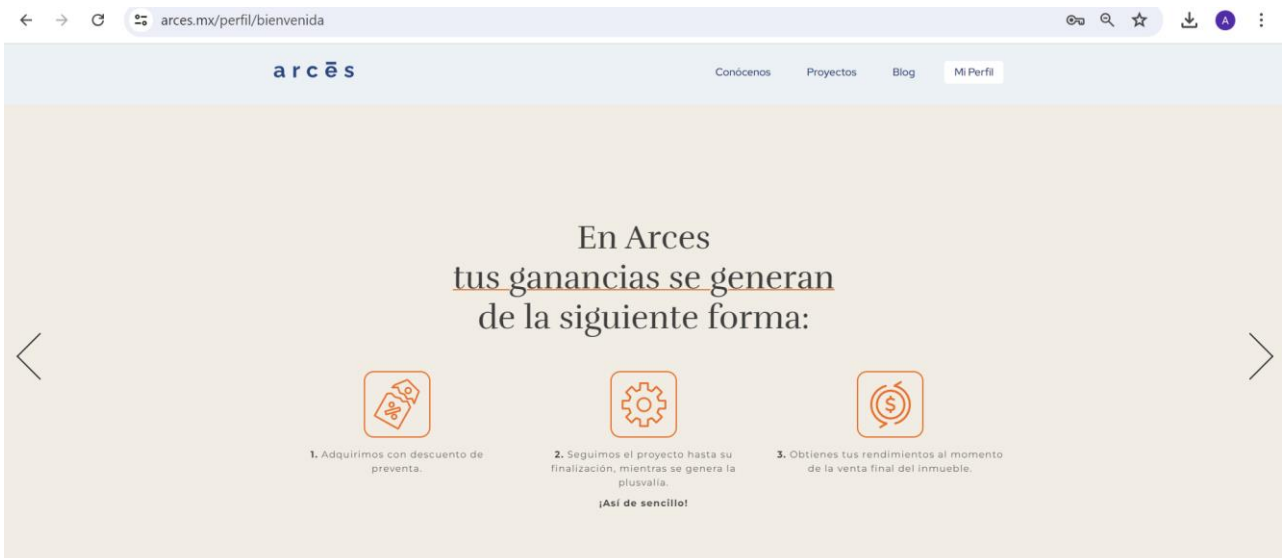 arces.mx/perfil/bienvenida
A
arcēs
Conócenos Proyectos Blog Mi Perfil
En Arces
tus ganancias se generan
de la siguiente forma:
%
$
1. Adquirimos con descuento de
preventa.
2. Seguimos el proyecto hasta su
finalización, mientras se genera la
plusvalía.
¡Así de sencillo!
3. Obtienes tus rendimientos al momento
de la venta final del inmueble.